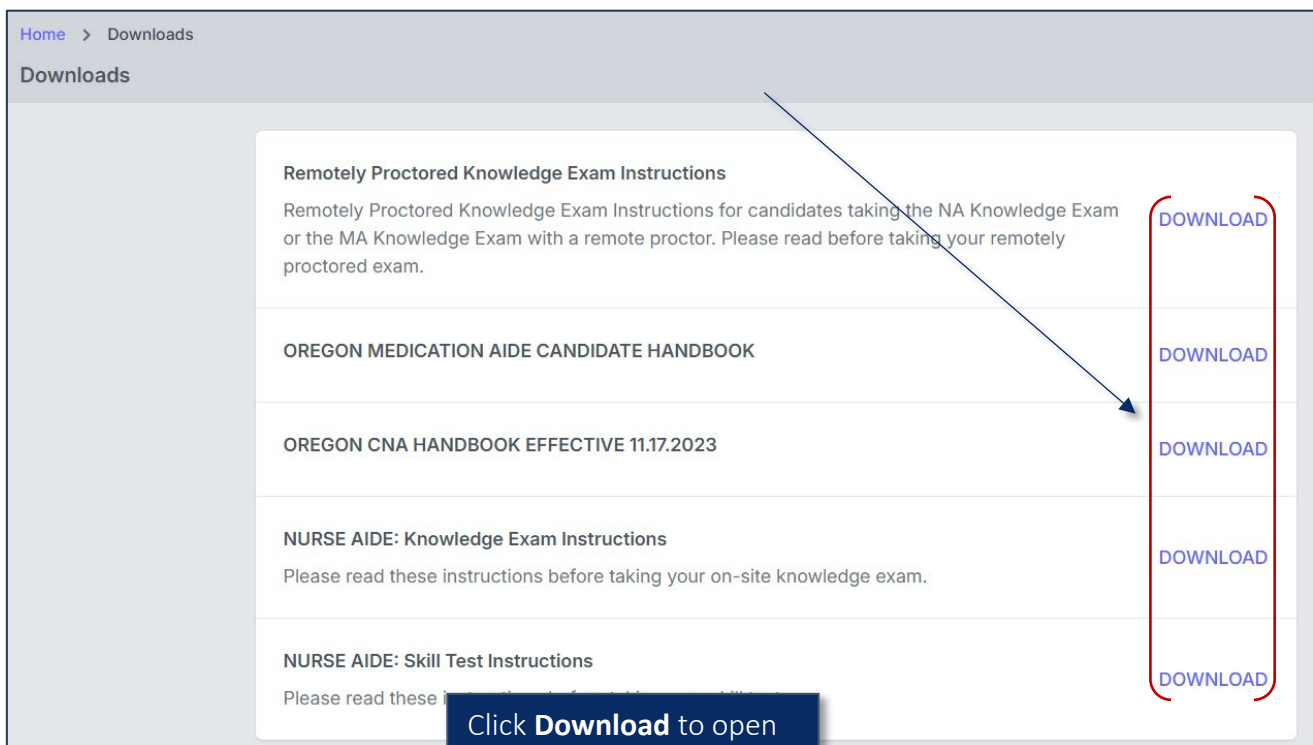 Home > Downloads
Downloads
Remotely Proctored Knowledge Exam Instructions
Remotely Proctored Knowledge Exam Instructions for candidates taking the NA Knowledge Exam
or the MA Knowledge Exam with a remote proctor. Please read before taking your remotely
proctored exam.
DOWNLOAD
OREGON MEDICATION AIDE CANDIDATE HANDBOOK
DOWNLOAD
OREGON CNA HANDBOOK EFFECTIVE 11.17.2023
DOWNLOAD
NURSE AIDE: Knowledge Exam Instructions
Please read these instructions before taking your on-site knowledge exam.
DOWNLOAD
NURSE AIDE: Skill Test Instructions
Please read these
DOWNLOAD
Click Download to open